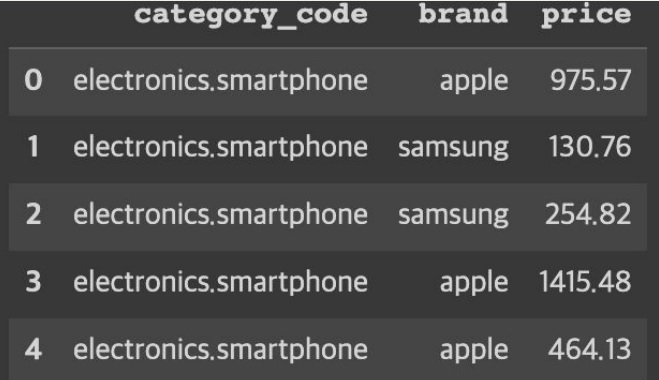 category_code brand price
0 electronics.smartphone apple 975.57
1 electronics.smartphone samsung 130.76
2 electronics.smartphone samsung 254.82
3 electronics.smartphone apple 1415.48
4 electronics.smartphone apple 464.13